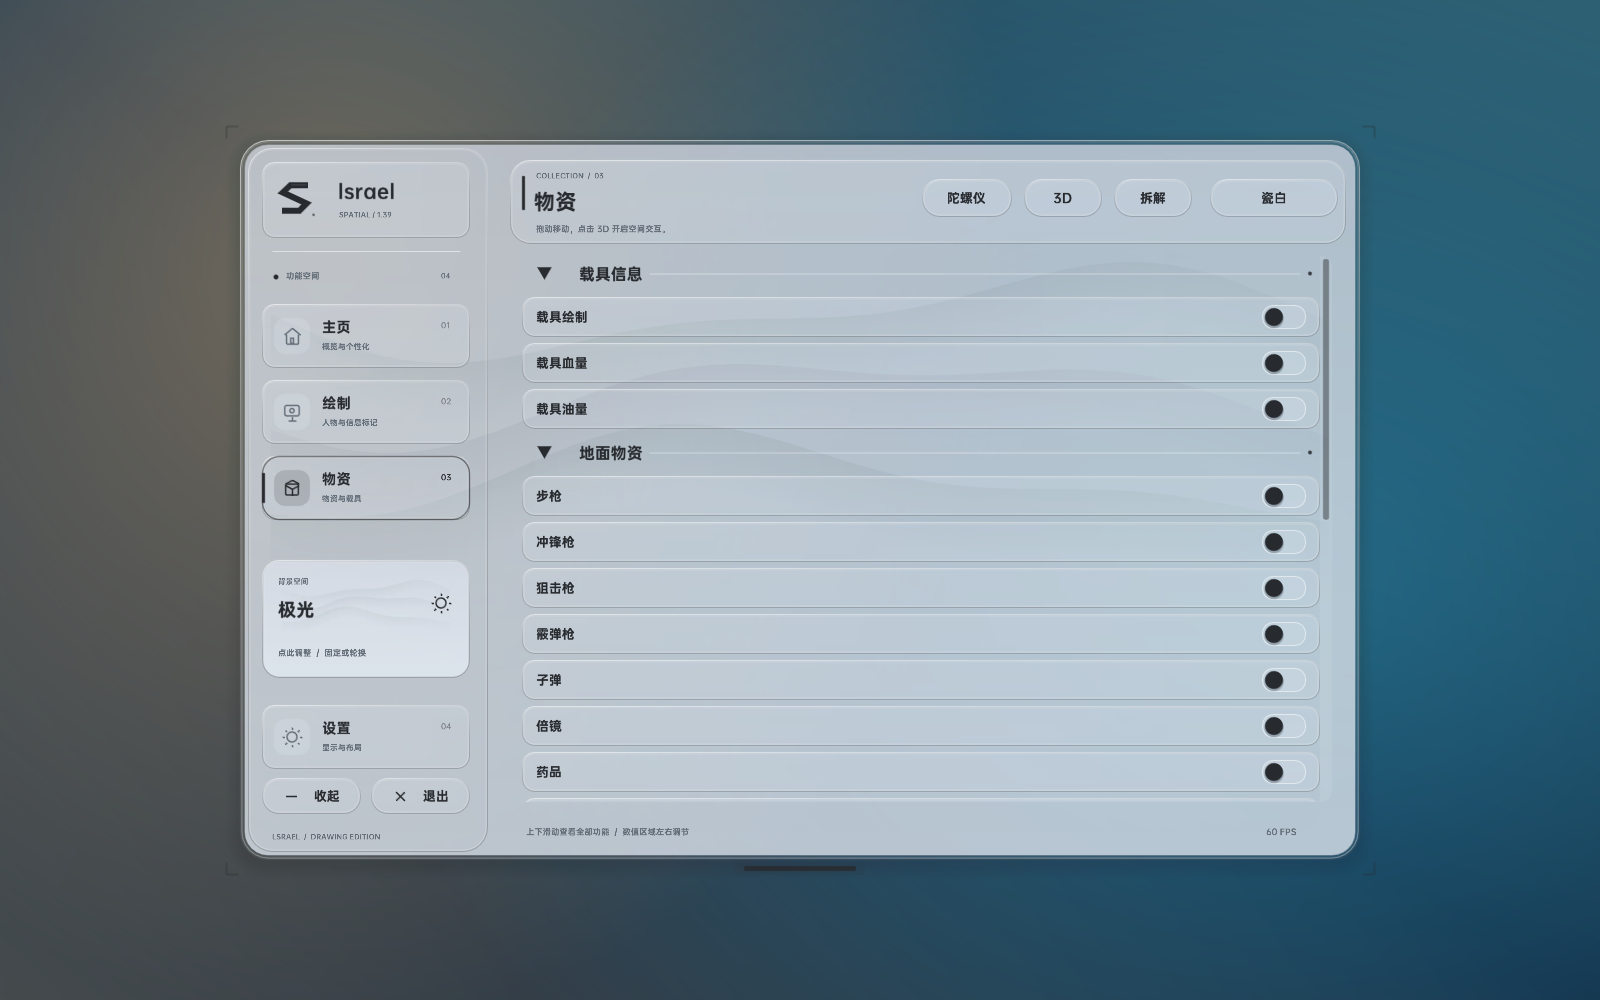 lsrael
SPATIAL / 1.39
功能空间
04
主页
01
概览与个性化
绘制
02
人物与信息标记
物资
03
物资与载具
背景空间
极光
点此调整 / 固定或轮换
设置
04
显示与布局
收起
退出
LSRAEL / DRAWING EDITION
COLLECTION / 03
物资
拖动移动，点击 3D 开启空间交互。
陀螺仪
3D
拆解
瓷白
载具信息
载具绘制
载具血量
载具油量
地面物资
步枪
冲锋枪
狙击枪
霰弹枪
子弹
倍镜
药品
上下滑动查看全部功能 / 数值区域左右调节
60 FPS